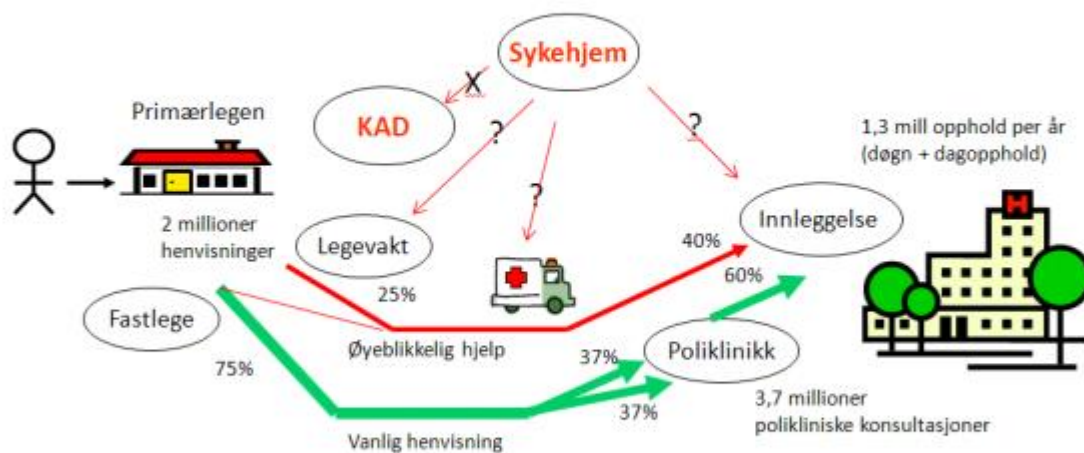 Sykehjem
X
KAD
?
?
?
Primærlegen
1,3 mill opphold per år
(døgn + dagopphold)
H
2 millioner
henvisninger
Legevakt
25%
Innleggelse
40%
60%
Fastlege
75%
Øyeblikkelig hjelp
37%
37%
Poliklinikk
Vanlig henvisning
3,7 millioner
polikliniske konsultasjoner